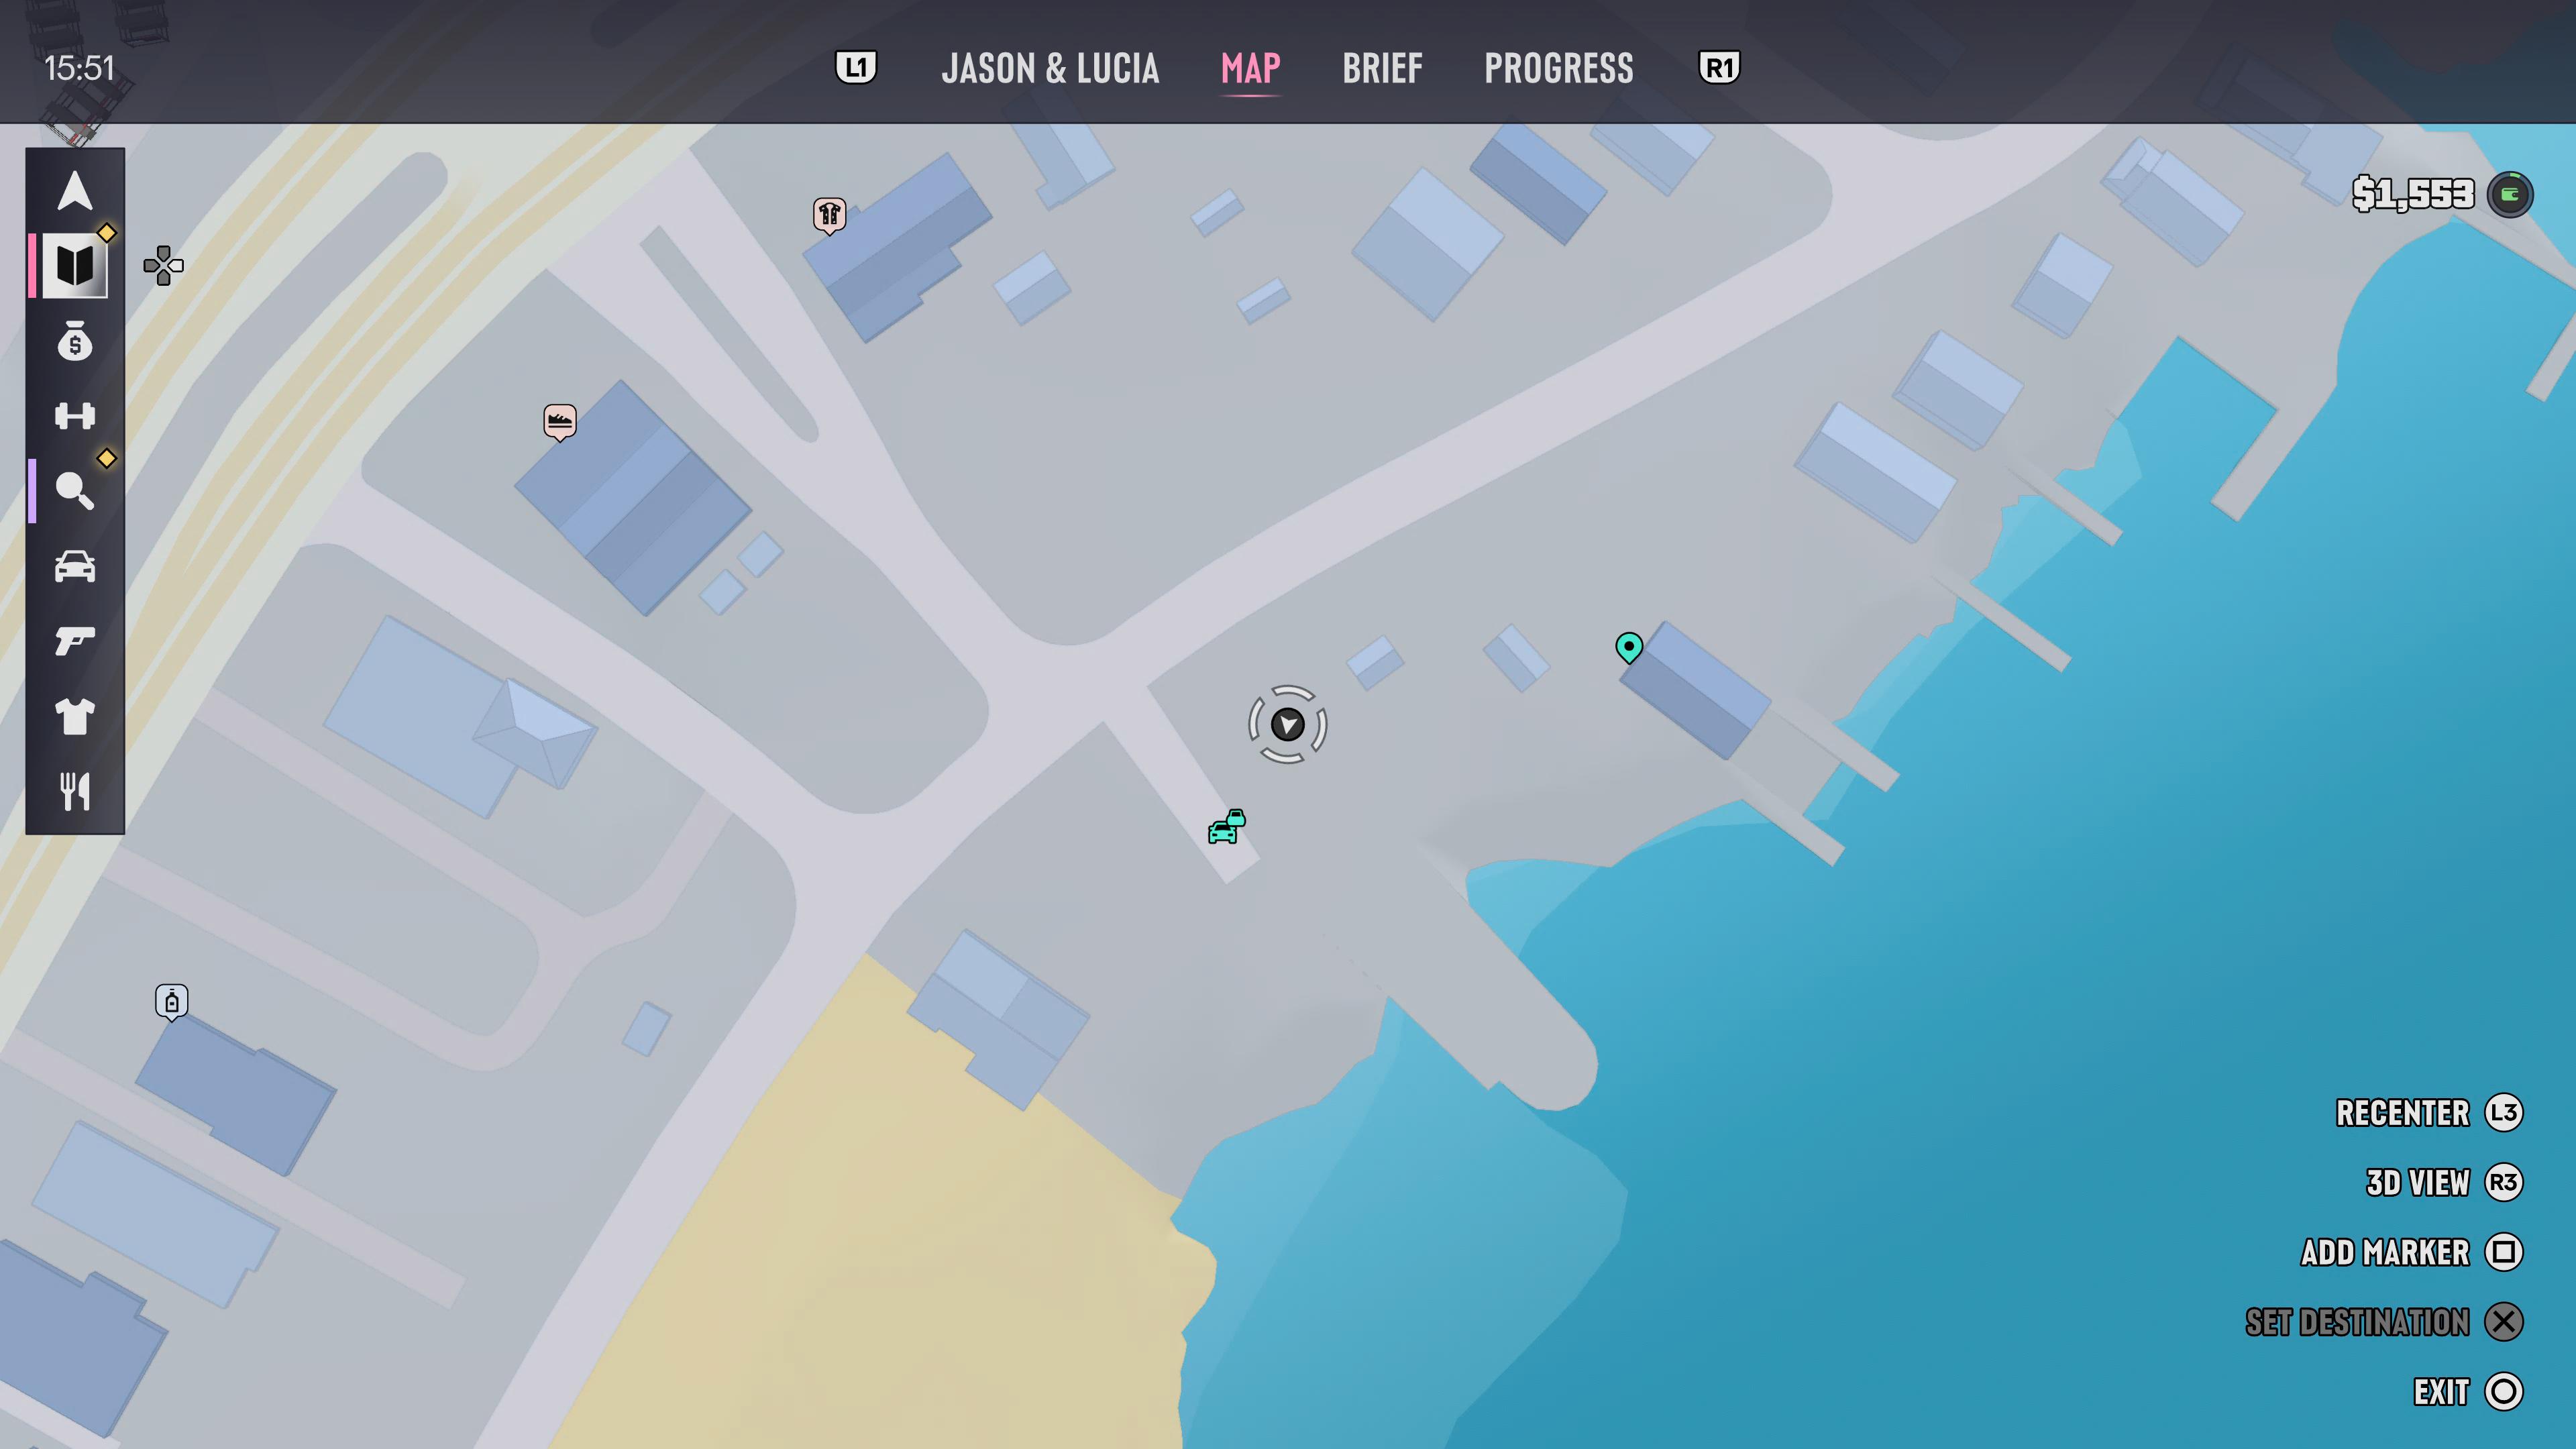 15:51
L1 JASON & LUCIA MAP BRIEF PROGRESS R1
$1,553
RECENTER L3
3D VIEW R3
ADD MARKER
SET DESTINATION
EXIT